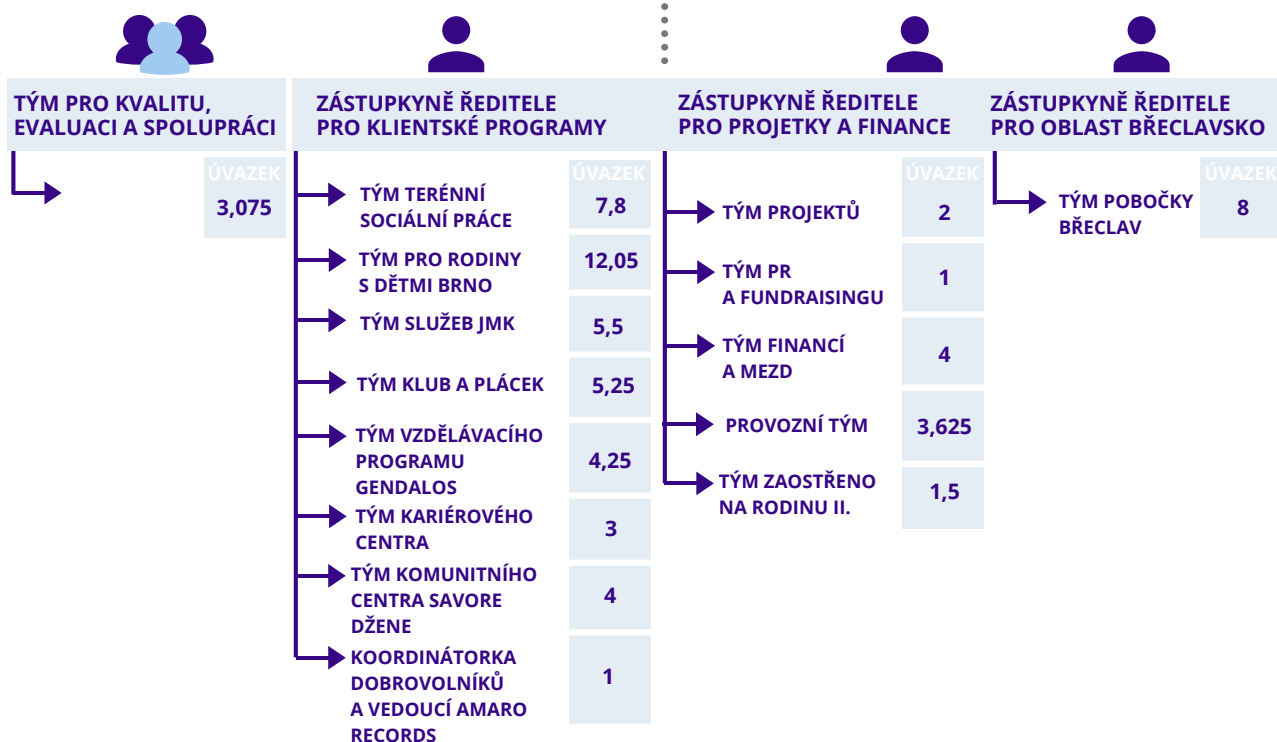 TÝM PRO KVALITU,
EVALUACI A SPOLUPRÁCI
ÚVAZEK
3,075
ZÁSTUPKYNĚ ŘEDITELE
PRO KLIENTSKÉ PROGRAMY
ÚVAZEK
TÝM TERÉNNÍ
SOCIÁLNÍ PRÁCE
7,8
TÝM PRO RODINY
S DĚTMI BRNO
12,05
TÝM SLUŽEB JMK
5,5
TÝM KLUB A PLÁCEK
5,25
TÝM VZDĚLÁVACÍHO
PROGRAMU
GENDALOS
4,25
TÝM KARIÉROVÉHO
CENTRA
3
TÝM KOMUNITNÍHO
CENTRA SAVORE
DŽENE
4
KOORDINÁTORKA
DOBROVOLNÍKŮ
A VEDOUCÍ AMARO
RECORDS
1
ZÁSTUPKYNĚ ŘEDITELE
PRO PROJETKY A FINANCE
ÚVAZEK
TÝM PROJEKTŮ
2
TÝM PR
A FUNDRAISINGU
1
TÝM FINANCÍ
A MEZD
4
PROVOZNÍ TÝM
3,625
TÝM ZAOSTŘENO
NA RODINU II.
1,5
ZÁSTUPKYNĚ ŘEDITELE
PRO OBLAST BŘECLAVSKO
ÚVAZEK
TÝM POBOČKY
BŘECLAV
8